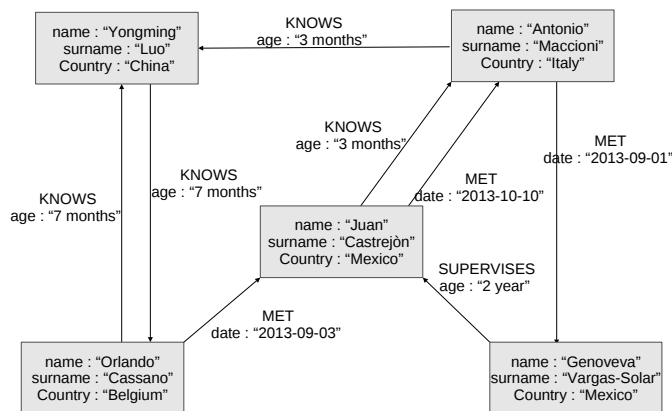 KNOWS
age : “3 months”
name : “Yongming”
surname : “Luo”
Country : “China”
name : “Antonio”
surname : “Maccioni”
Country : “Italy”
KNOWS
age : “3 months”
MET
date : “2013-09-01”
KNOWS
age : “7 months”
KNOWS
age : “7 months”
MET
date : “2013-10-10”
name : “Juan”
surname : “Castrejòn”
Country : “Mexico”
SUPERVISES
age : “2 year”
MET
date : “2013-09-03”
name : “Orlando”
surname : “Cassano”
Country : “Belgium”
name : “Genoveva”
surname : “Vargas-Solar”
Country : “Mexico”